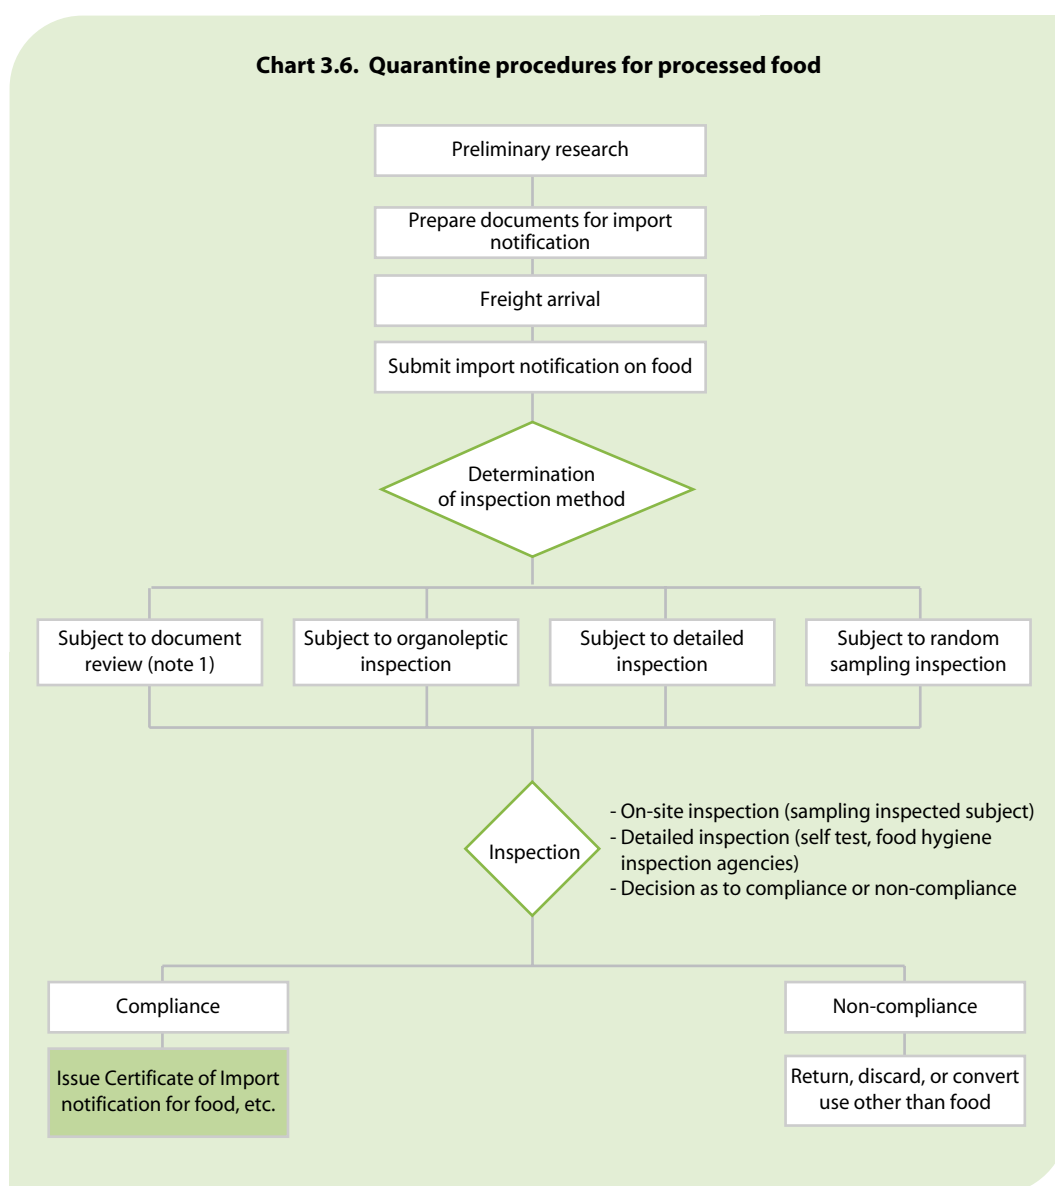 Chart 3.6. Quarantine procedures for processed food
Preliminary research
Prepare documents for import
notification
Freight arrival
Submit import notification on food
Determination
of inspection method
Subject to document
review (note 1)
Subject to organoleptic
inspection
Subject to detailed
inspection
Subject to random
sampling inspection
Inspection
- On-site inspection (sampling inspected subject)
- Detailed inspection (self test, food hygiene
inspection agencies)
- Decision as to compliance or non-compliance
Compliance
Non-compliance
Issue Certificate of Import
notification for food, etc.
Return, discard, or convert
use other than food